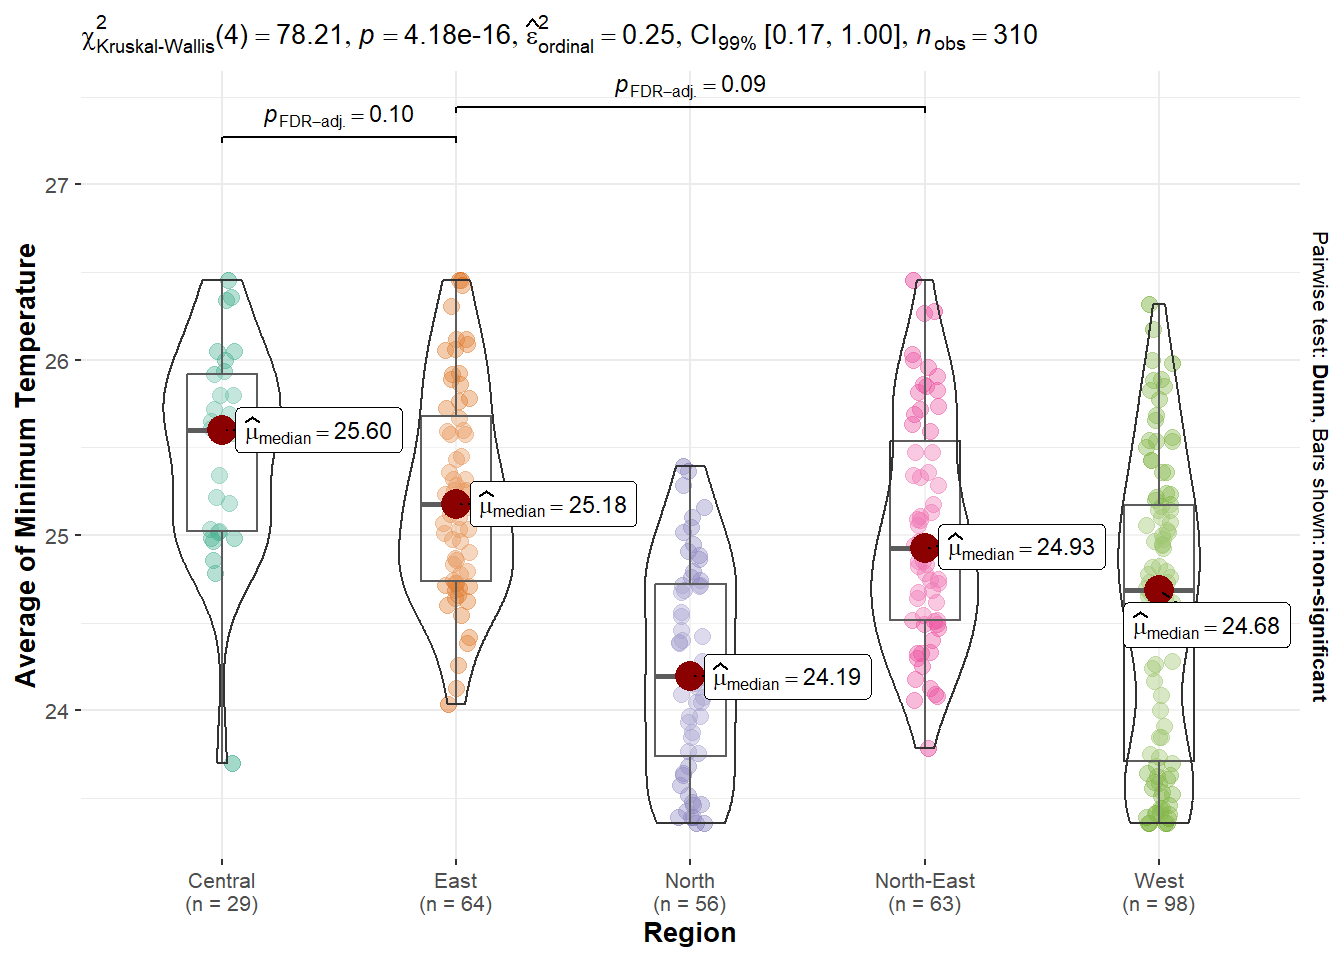 χ²Kruskal-Wallis(4) = 78.21, p = 4.18e-16, ε̂²ordinal = 0.25, CI99% [0.17, 1.00], nobs = 310
pFDR−adj. = 0.09
pFDR−adj. = 0.10
27
26
25
24
Average of Minimum Temperature
μ̂median = 25.60
μ̂median = 25.18
μ̂median = 24.19
μ̂median = 24.93
μ̂median = 24.68
Pairwise test: Dunn, Bars shown: non-significant
Central
(n = 29)
East
(n = 64)
North
(n = 56)
North-East
(n = 63)
West
(n = 98)
Region